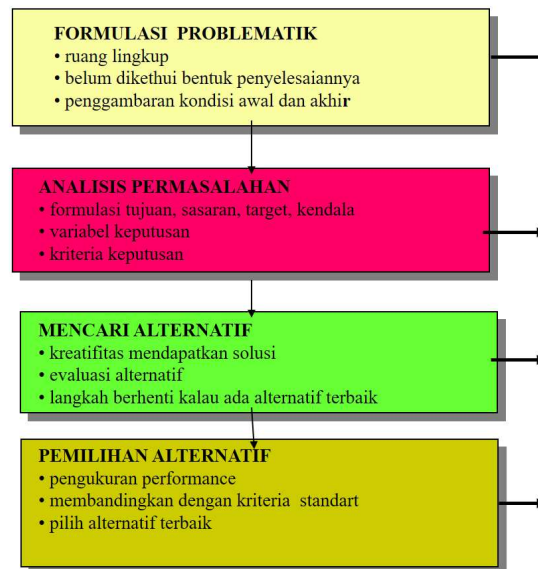 FORMULASI PROBLEMATIK
• ruang lingkup
• belum dikethui bentuk penyelesaiannya
• penggambaran kondisi awal dan akhir
ANALISIS PERMASALAHAN
• formulasi tujuan, sasaran, target, kendala
• variabel keputusan
• kriteria keputusan
MENCARI ALTERNATIF
• kreatifitas mendapatkan solusi
• evaluasi alternatif
• langkah berhenti kalau ada alternatif terbaik
PEMILIHAN ALTERNATIF
• pengukuran performance
• membandingkan dengan kriteria standart
• pilih alternatif terbaik